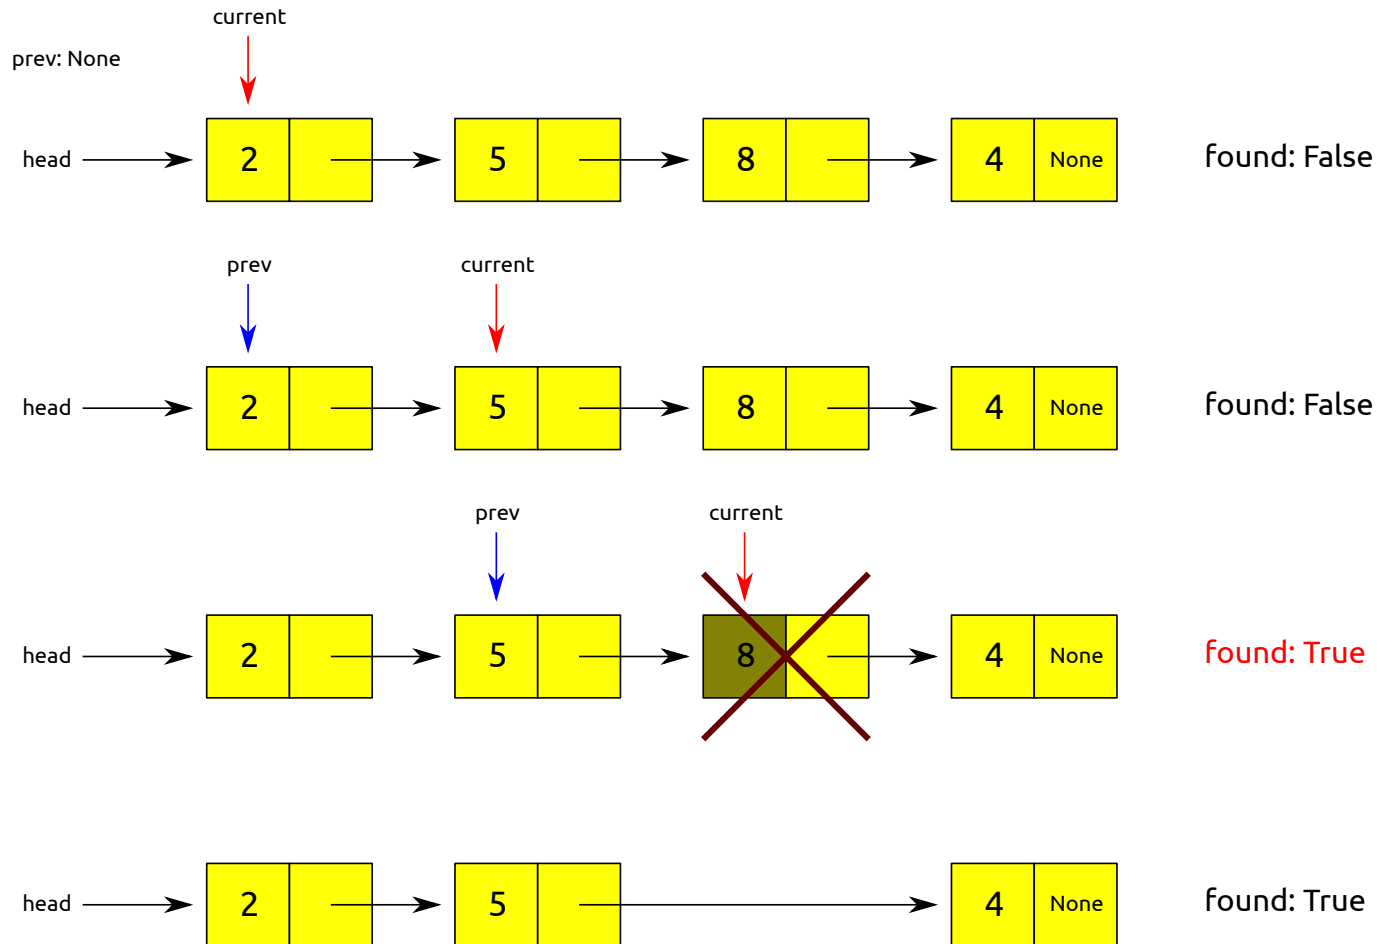 current
prev: None
head 2 5 8 4 None found: False
prev current
head 2 5 8 4 None found: False
prev current
head 2 5 8 4 None found: True
head 2 5 4 None found: True